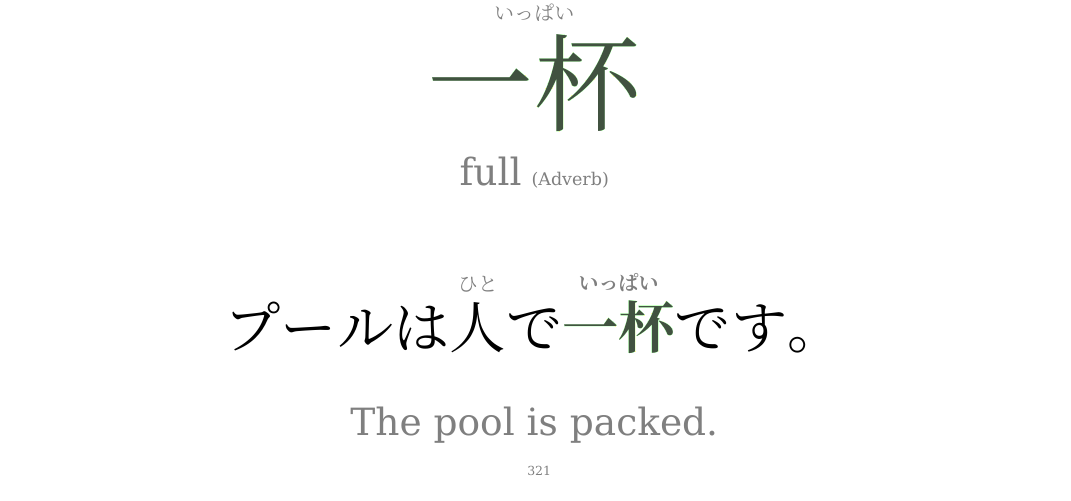 いっぱい
一杯
full (Adverb)
ひと いっぱい
プールは人で一杯です。
The pool is packed.
321